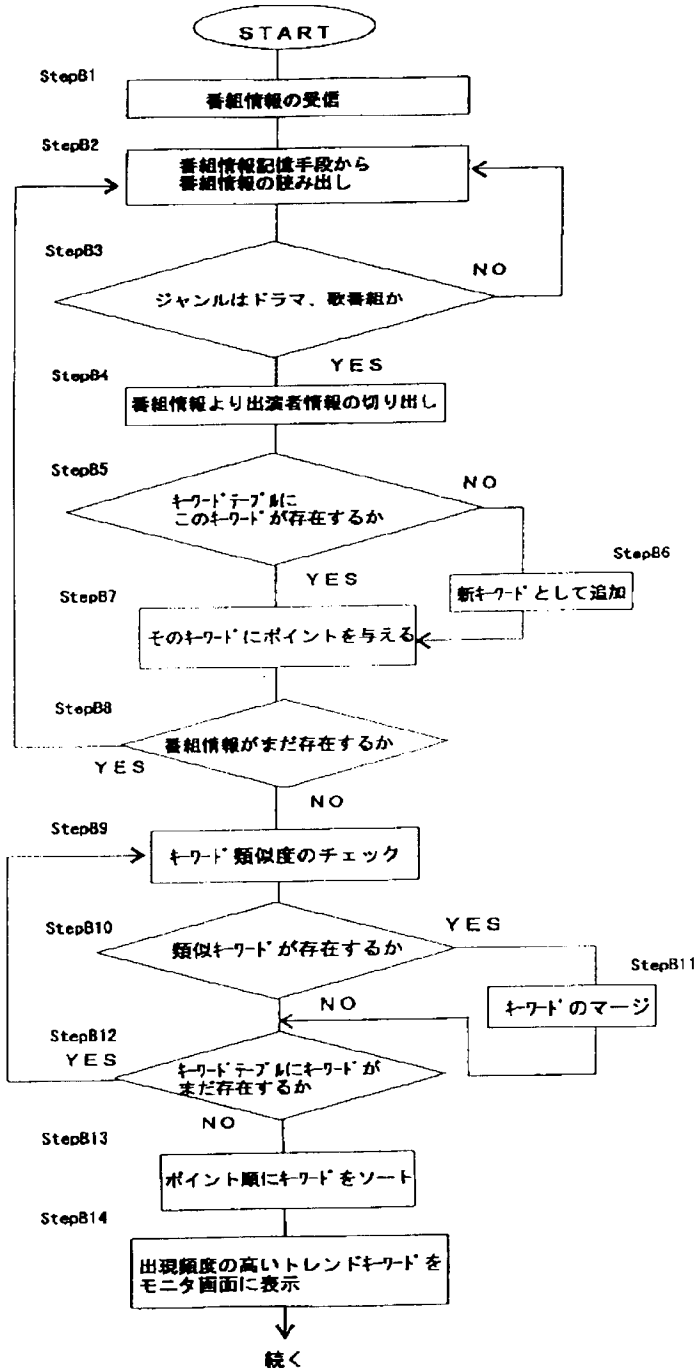 START
StepB1
番組情報の受信
StepB2
番組情報記憶手段から
番組情報の読み出し
StepB3
NO
ジャンルはドラマ、歌番組か
YES
StepB4
番組情報より出演者情報の切り出し
StepB5
NO
ｷｰﾜｰﾄﾞﾃｰﾌﾞﾙに
このｷｰﾜｰﾄﾞが存在するか
StepB6
YES
新ｷｰﾜｰﾄﾞとして追加
StepB7
そのｷｰﾜｰﾄﾞにポイントを与える
StepB8
番組情報がまだ存在するか
YES
NO
StepB9
ｷｰﾜｰﾄﾞ類似度のチェック
StepB10
YES
類似ｷｰﾜｰﾄﾞが存在するか
StepB11
NO
ｷｰﾜｰﾄﾞのマージ
StepB12
YES
ｷｰﾜｰﾄﾞﾃｰﾌﾞﾙにｷｰﾜｰﾄﾞが
まだ存在するか
NO
StepB13
ポイント順にｷｰﾜｰﾄﾞをソート
StepB14
出現頻度の高いトレンドｷｰﾜｰﾄﾞを
モニタ画面に表示
続く